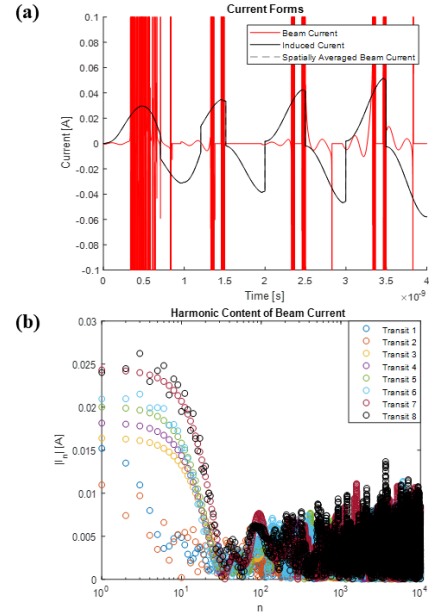 (a)
Current Forms
Beam Current
Induced Current
Spatially Averaged Beam Current
Current [A]
0.1
0.08
0.06
0.04
0.02
0
-0.02
-0.04
-0.06
-0.08
-0.1
0 0.5 1 1.5 2 2.5 3 3.5 4
Time [s]
×10⁻⁹
(b)
Harmonic Content of Beam Current
Transit 1
Transit 2
Transit 3
Transit 4
Transit 5
Transit 6
Transit 7
Transit 8
|Iₙ| [A]
0.03
0.025
0.02
0.015
0.01
0.005
0
10⁰ 10¹ 10² 10³ 10⁴
n